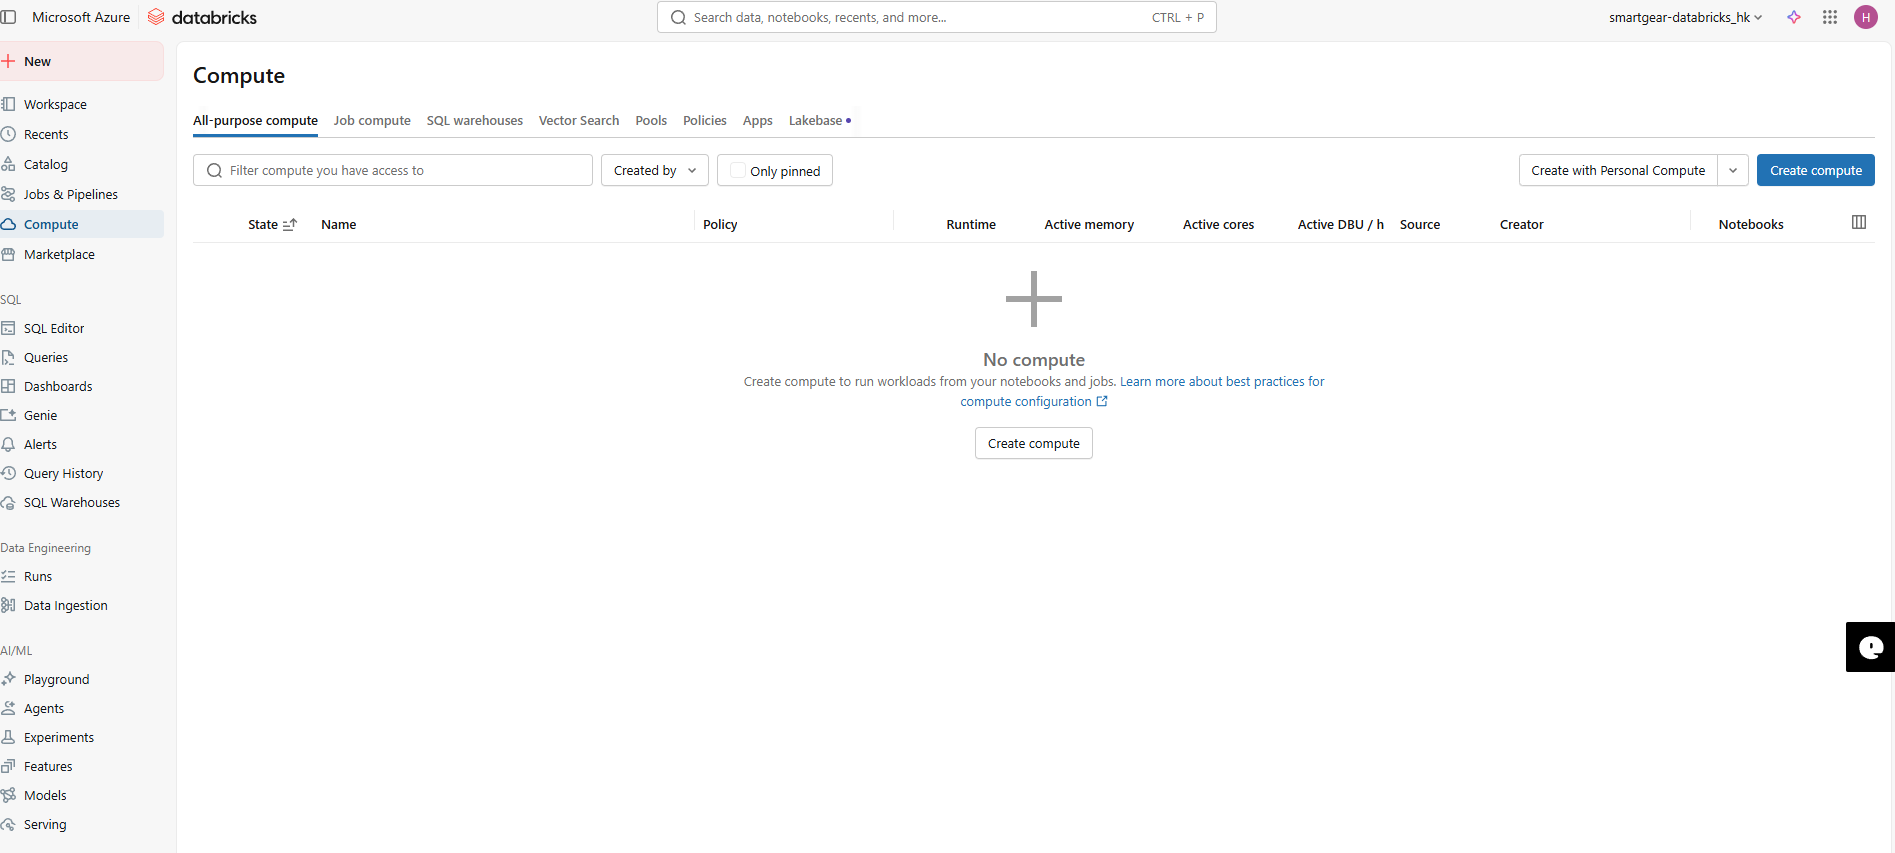 Microsoft Azure databricks
Search data, notebooks, recents, and more... CTRL + P
smartgear-databricks_hk
H
New
Workspace
Recents
Catalog
Jobs & Pipelines
Compute
Marketplace
SQL
SQL Editor
Queries
Dashboards
Genie
Alerts
Query History
SQL Warehouses
Data Engineering
Runs
Data Ingestion
AI/ML
Playground
Agents
Experiments
Features
Models
Serving
Compute
All-purpose compute Job compute SQL warehouses Vector Search Pools Policies Apps Lakebase
Filter compute you have access to Created by Only pinned Create with Personal Compute Create compute
State Name Policy Runtime Active memory Active cores Active DBU / h Source Creator Notebooks
No compute
Create compute to run workloads from your notebooks and jobs. Learn more about best practices for
compute configuration
Create compute